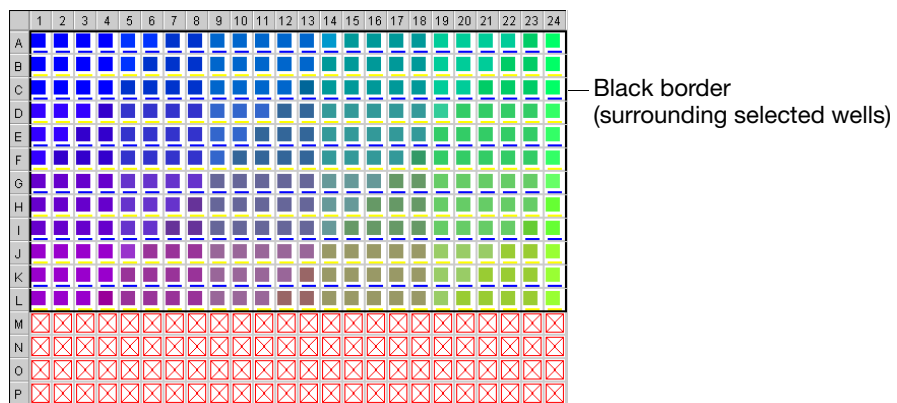 1 2 3 4 5 6 7 8 9 10 11 12 13 14 15 16 17 18 19 20 21 22 23 24
A
B
C
D
E
F
G
H
I
J
K
L
M
N
O
P
Black border
(surrounding selected wells)